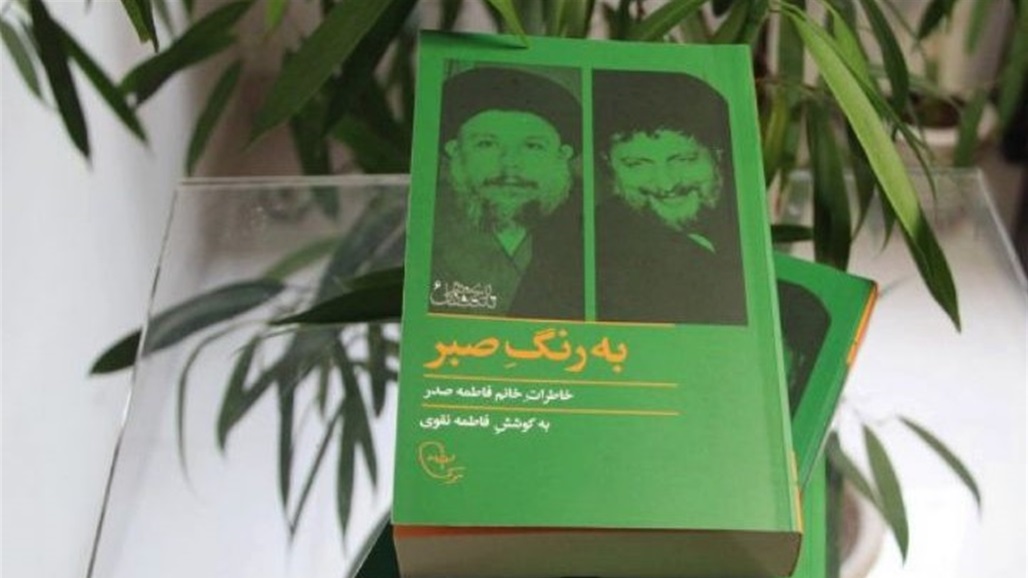 به رنگِ صبر
خاطراتِ خانم فاطمه صدر
به کوششِ فاطمه تقوی